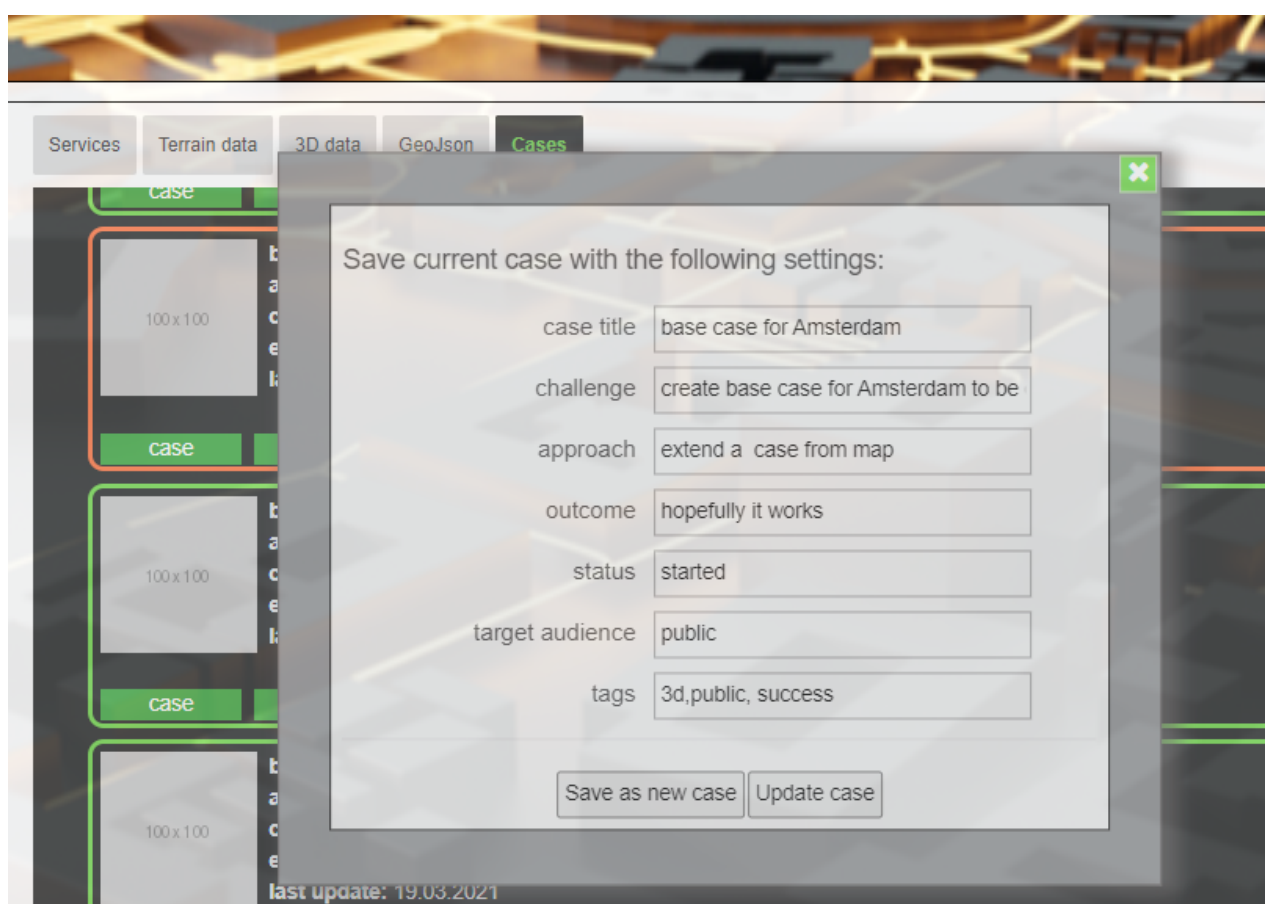 Services Terrain data 3D data GeoJson Cases
case
Save current case with the following settings:
100 x 100
case title base case for Amsterdam
challenge create base case for Amsterdam to be
approach extend a  case from map
case
outcome hopefully it works
100 x 100
status started
target audience public
tags 3d,public, success
case
Save as new case Update case
100 x 100
last update: 19.03.2021